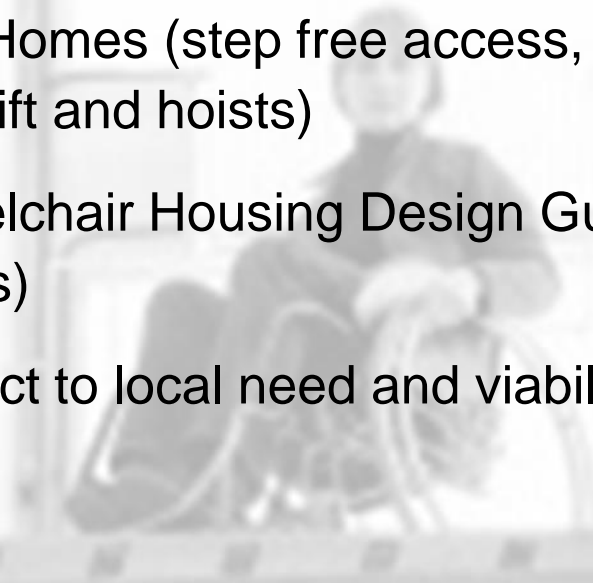 Homes (step free access,
ift and hoists)
elchair Housing Design Gu
s)
ct to local need and viabil